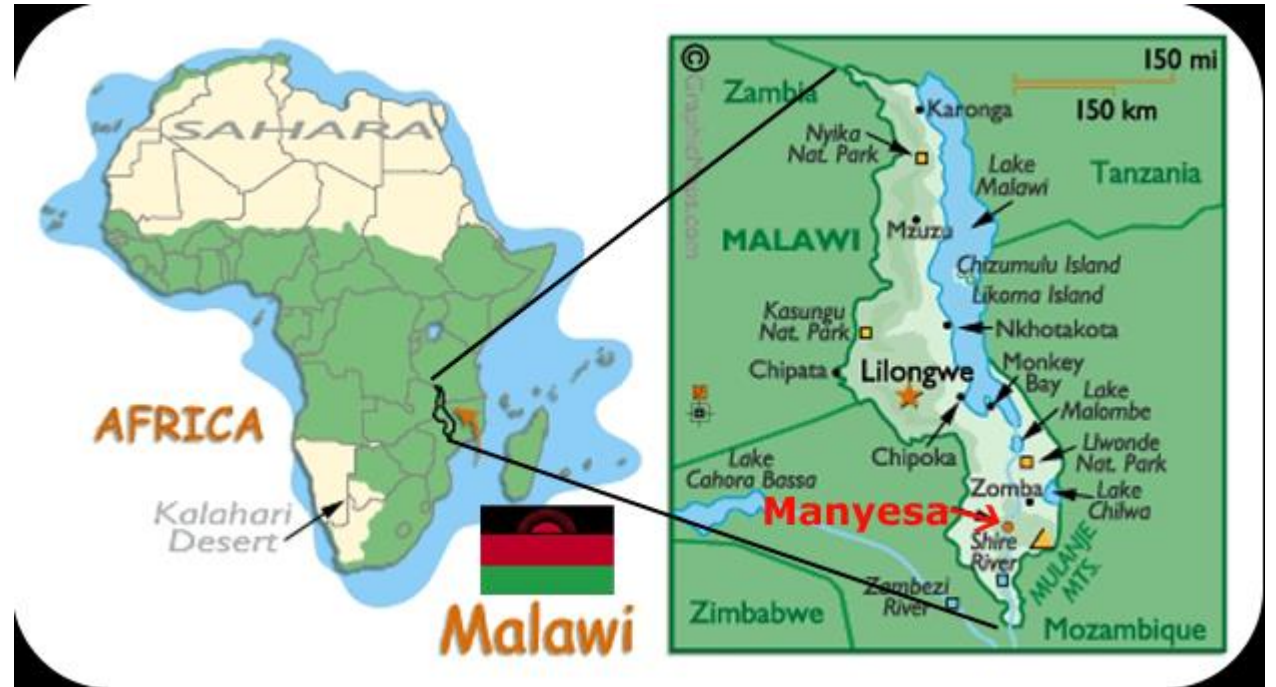 SAHARA
AFRICA
Kalahari
Desert
Malawi
©
150 mi
150 km
Zambia
Karonga
Nyika
Nat. Park
Lake
Malawi
Tanzania
Mzuzu
MALAWI
Chizumulu Island
Likoma Island
Kasungu
Nat. Park
Nkhotakota
Chipata
Lilongwe
Monkey
Bay
Lake
Malombe
Chipoka
Liwonde
Nat. Park
Lake
Cahora Bassa
Zomba
Lake
Chilwa
Manyesa
Shire
River
MULANJE
MTS.
Zambezi
River
Zimbabwe
Mozambique